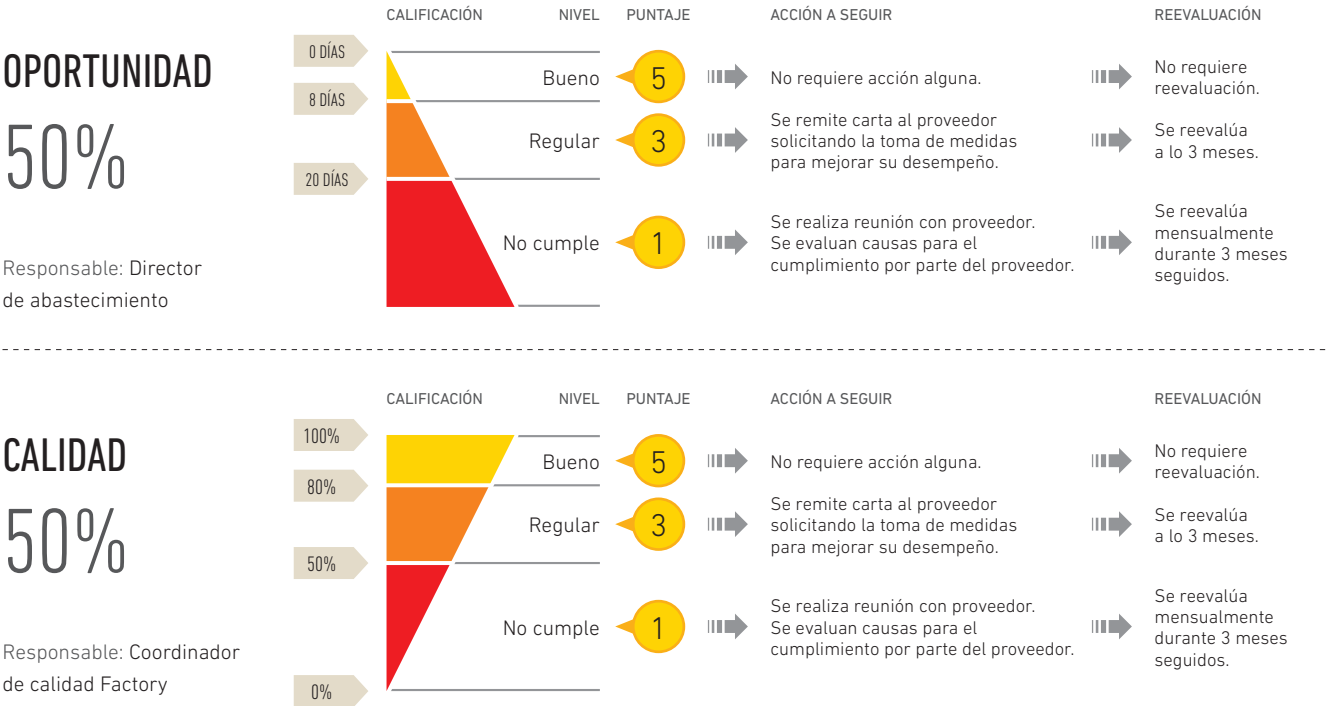 CALIFICACIÓN NIVEL PUNTAJE ACCIÓN A SEGUIR REEVALUACIÓN
OPORTUNIDAD
50%
Responsable: Director
de abastecimiento
0 DÍAS
8 DÍAS
20 DÍAS
Bueno
5
No requiere acción alguna.
No requiere
reevaluación.
Regular
3
Se remite carta al proveedor
solicitando la toma de medidas
para mejorar su desempeño.
Se reevalúa
a lo 3 meses.
No cumple
1
Se realiza reunión con proveedor.
Se evaluan causas para el
cumplimiento por parte del proveedor.
Se reevalúa
mensualmente
durante 3 meses
seguidos.
CALIFICACIÓN NIVEL PUNTAJE ACCIÓN A SEGUIR REEVALUACIÓN
CALIDAD
50%
Responsable: Coordinador
de calidad Factory
100%
80%
50%
0%
Bueno
5
No requiere acción alguna.
No requiere
reevaluación.
Regular
3
Se remite carta al proveedor
solicitando la toma de medidas
para mejorar su desempeño.
Se reevalúa
a lo 3 meses.
No cumple
1
Se realiza reunión con proveedor.
Se evaluan causas para el
cumplimiento por parte del proveedor.
Se reevalúa
mensualmente
durante 3 meses
seguidos.